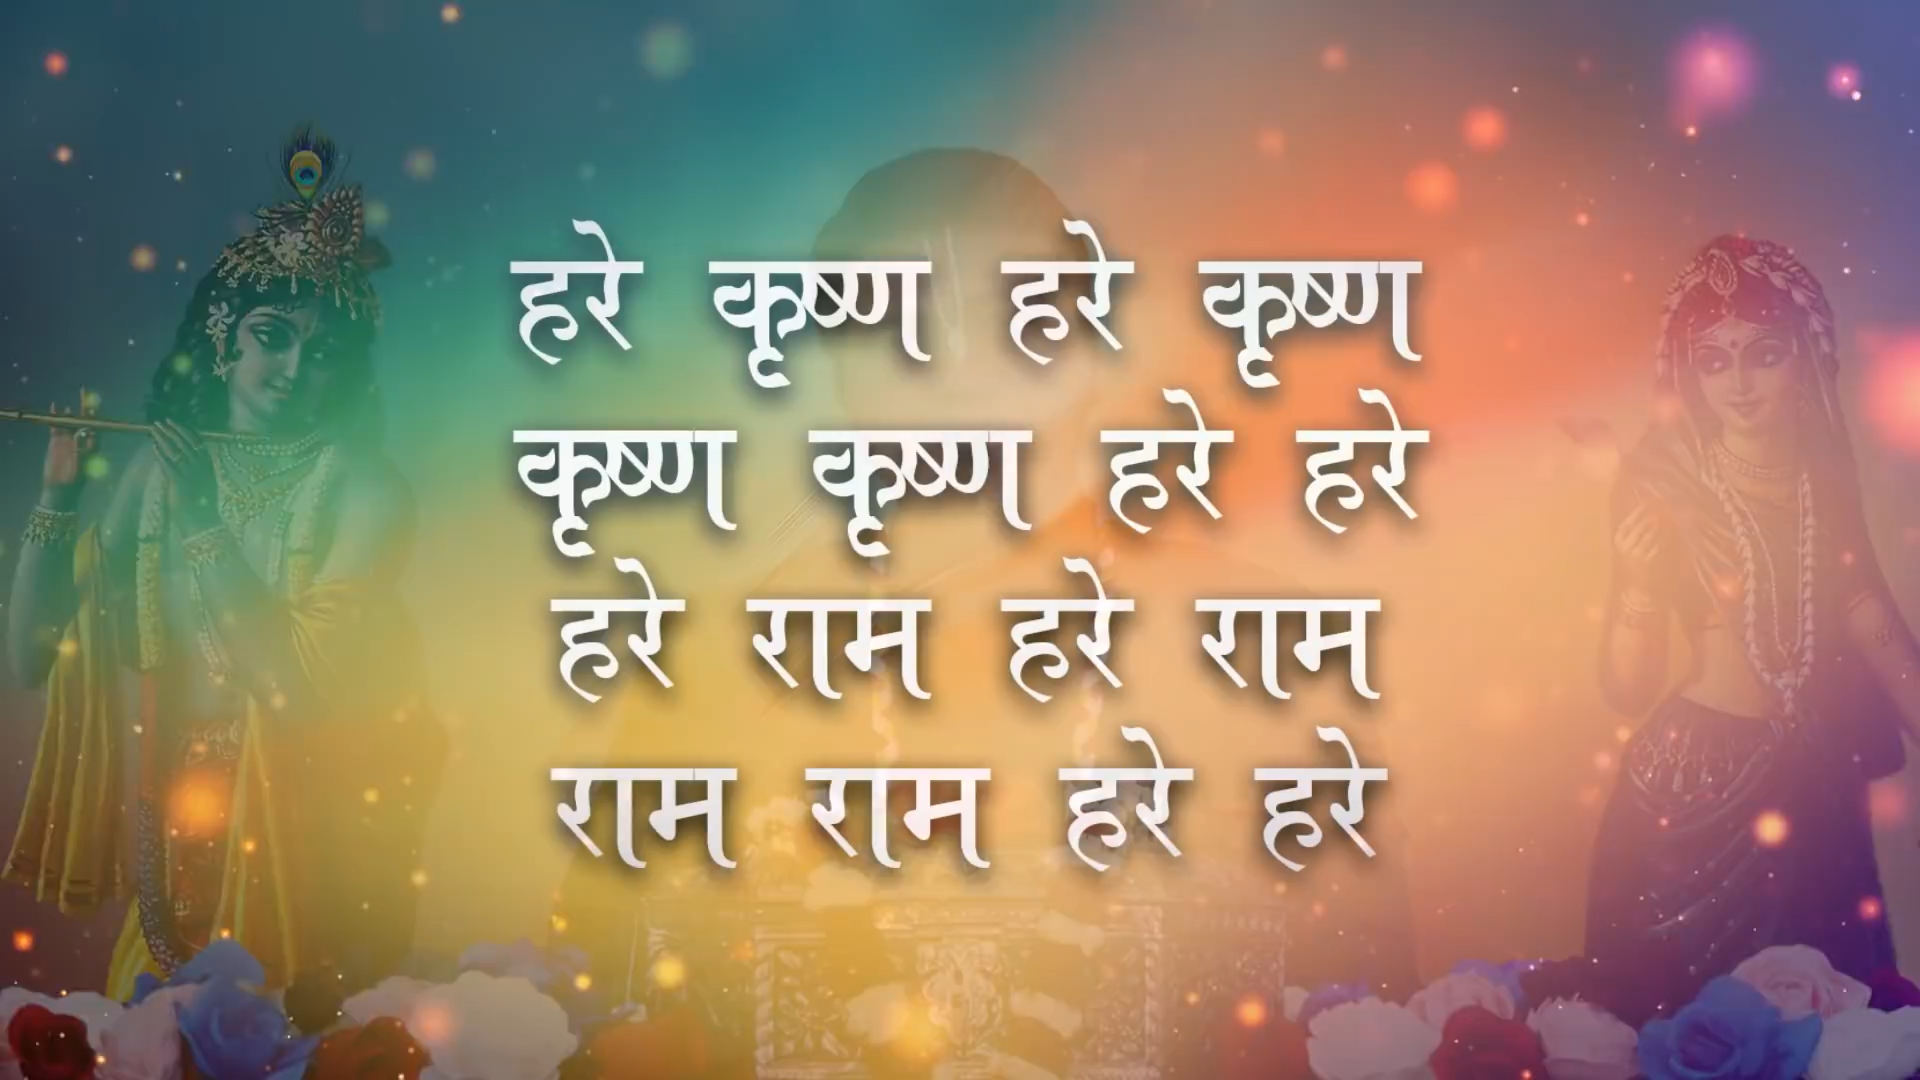 हरे कृष्ण हरे कृष्ण
कृष्ण कृष्ण हरे हरे
हरे राम हरे राम
राम राम हरे हरे